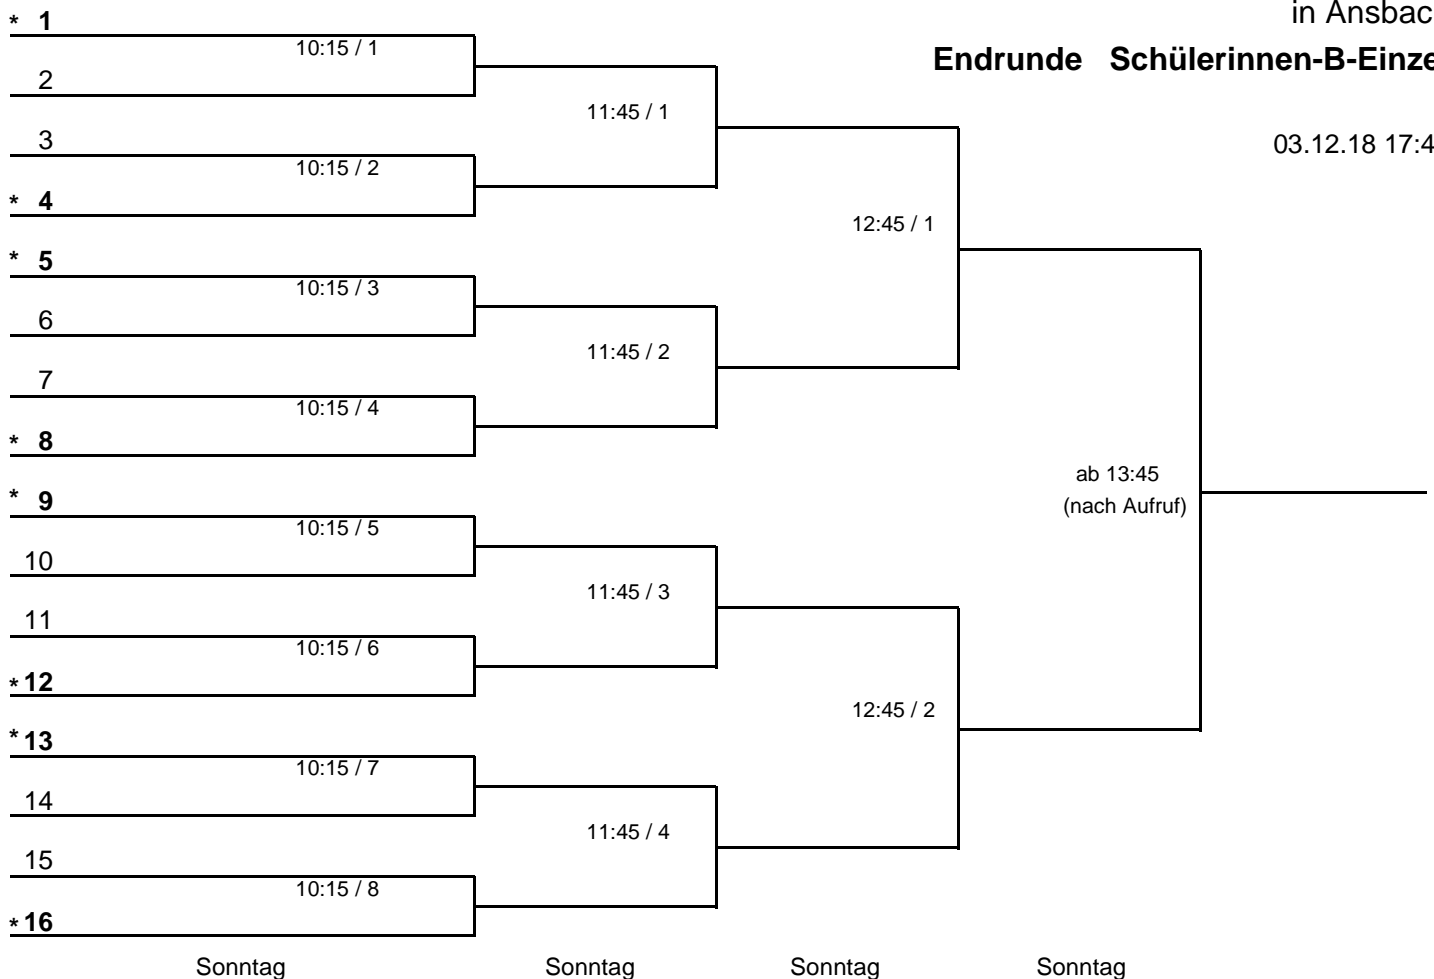 in Ansbac
Endrunde Schülerinnen-B-Einze
03.12.18 17:4
* 1
10:15 / 1
2
11:45 / 1
3
10:15 / 2
* 4
12:45 / 1
* 5
10:15 / 3
6
11:45 / 2
7
10:15 / 4
* 8
ab 13:45
(nach Aufruf)
* 9
10:15 / 5
10
11:45 / 3
11
10:15 / 6
* 12
12:45 / 2
* 13
10:15 / 7
14
11:45 / 4
15
10:15 / 8
* 16
Sonntag Sonntag Sonntag Sonntag